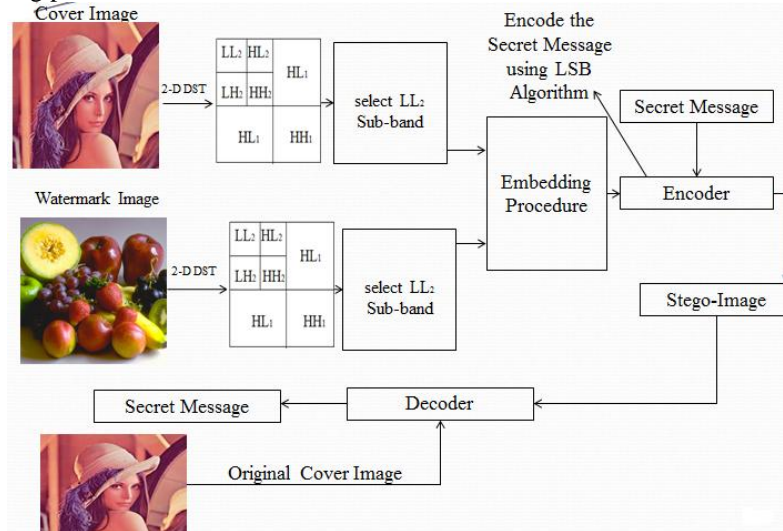 Cover Image
2-D DST
LL₂ HL₂
HL₁
LH₂ HH₂
HL₁ HH₁
select LL₂
Sub-band
Encode the
Secret Message
using LSB
Algorithm
Secret Message
Embedding
Procedure
Encoder
Watermark Image
2-D DST
LL₂ HL₂
HL₁
LH₂ HH₂
HL₁ HH₁
select LL₂
Sub-band
Stego-Image
Secret Message
Decoder
Original Cover Image